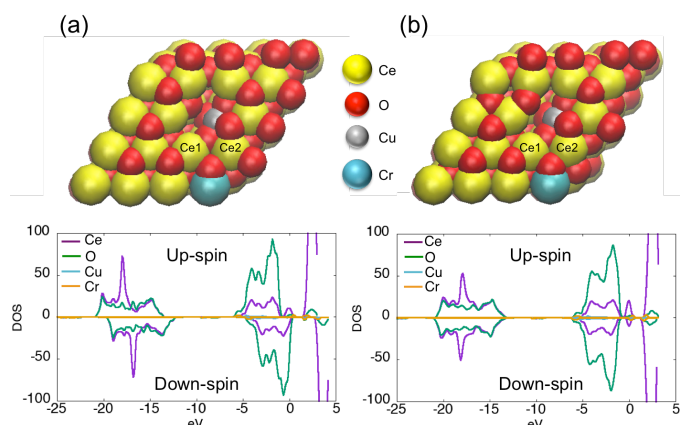 (a)
(b)
Ce
O
Cu
Cr
Ce1 Ce2
Ce1 Ce2
100
50
0
-50
-100
DOS
Ce
O
Cu
Cr
Up-spin
Down-spin
-25 -20 -15 -10 -5 0 5
eV
100
50
0
-50
-100
DOS
Ce
O
Cu
Cr
Up-spin
Down-spin
-25 -20 -15 -10 -5 0 5
eV